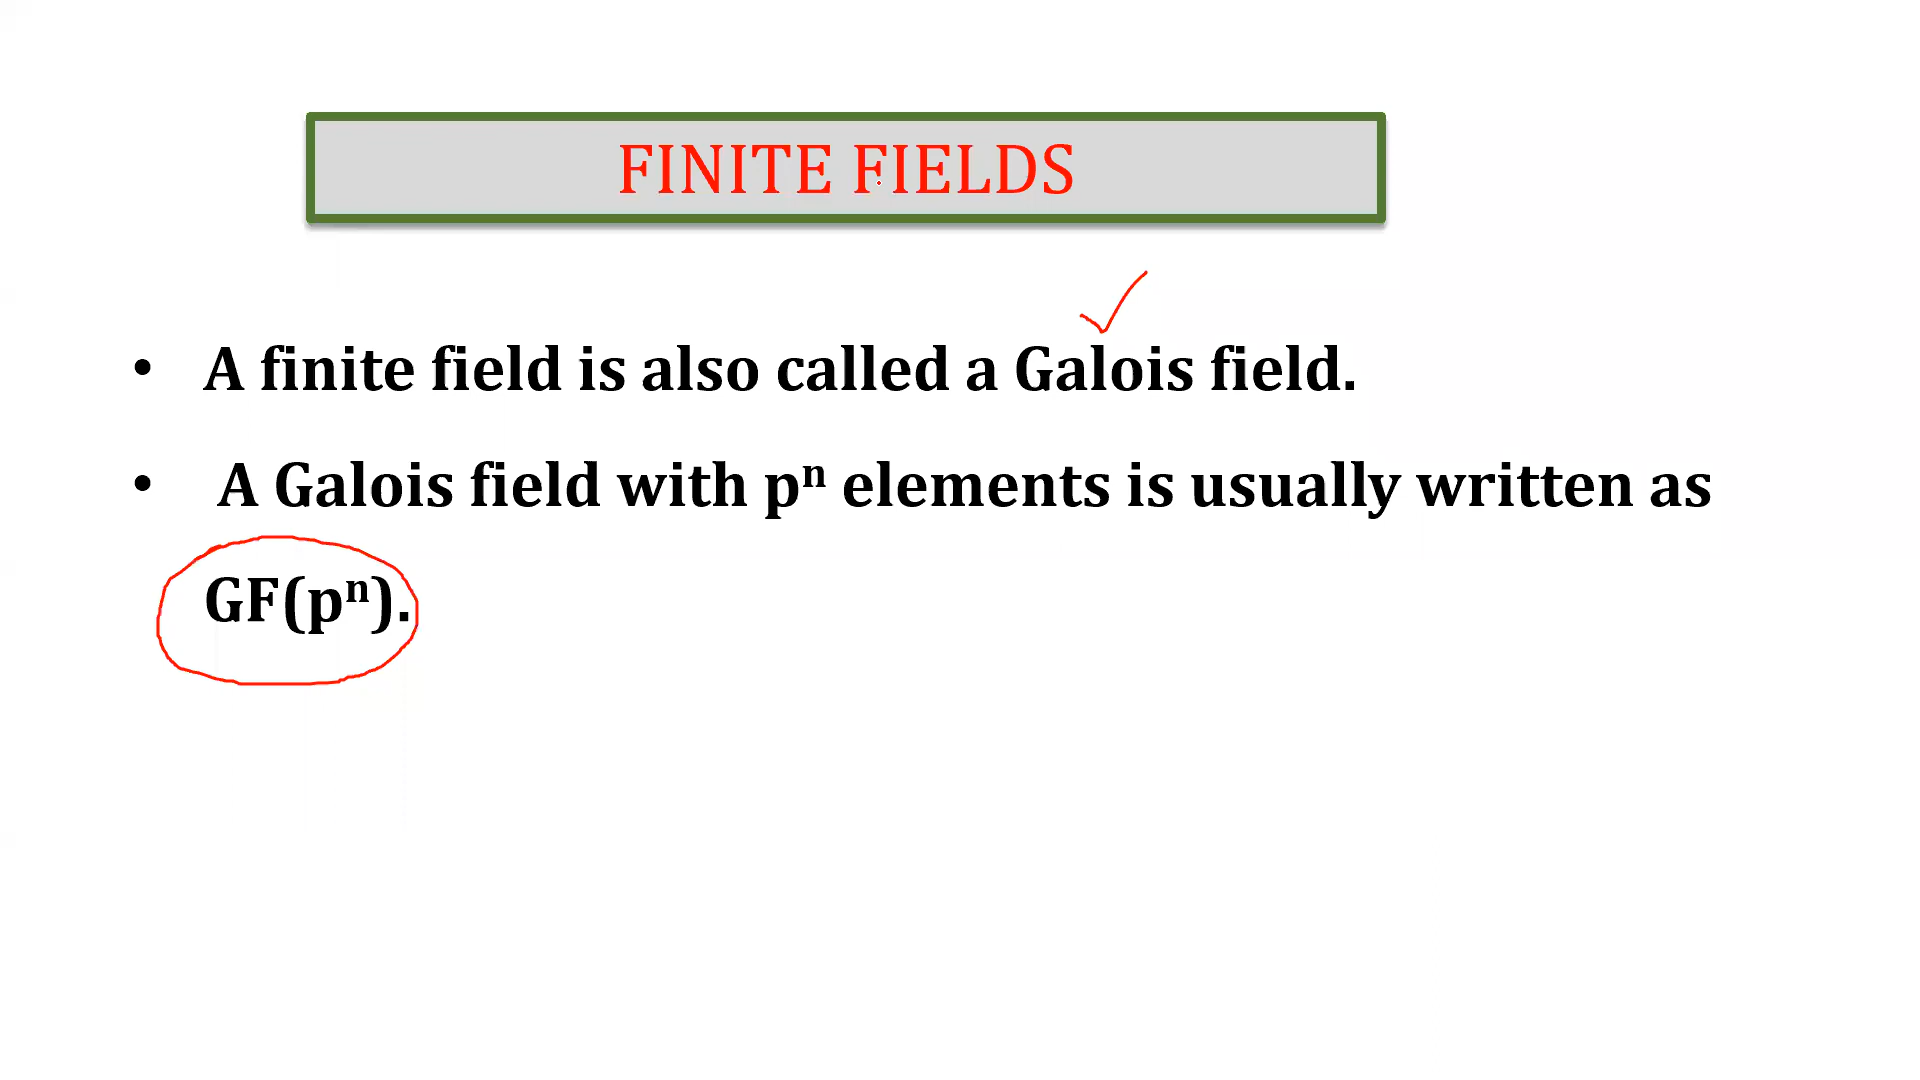 FINITE FIELDS
• A finite field is also called a Galois field.
• A Galois field with pⁿ elements is usually written as
GF(pⁿ).